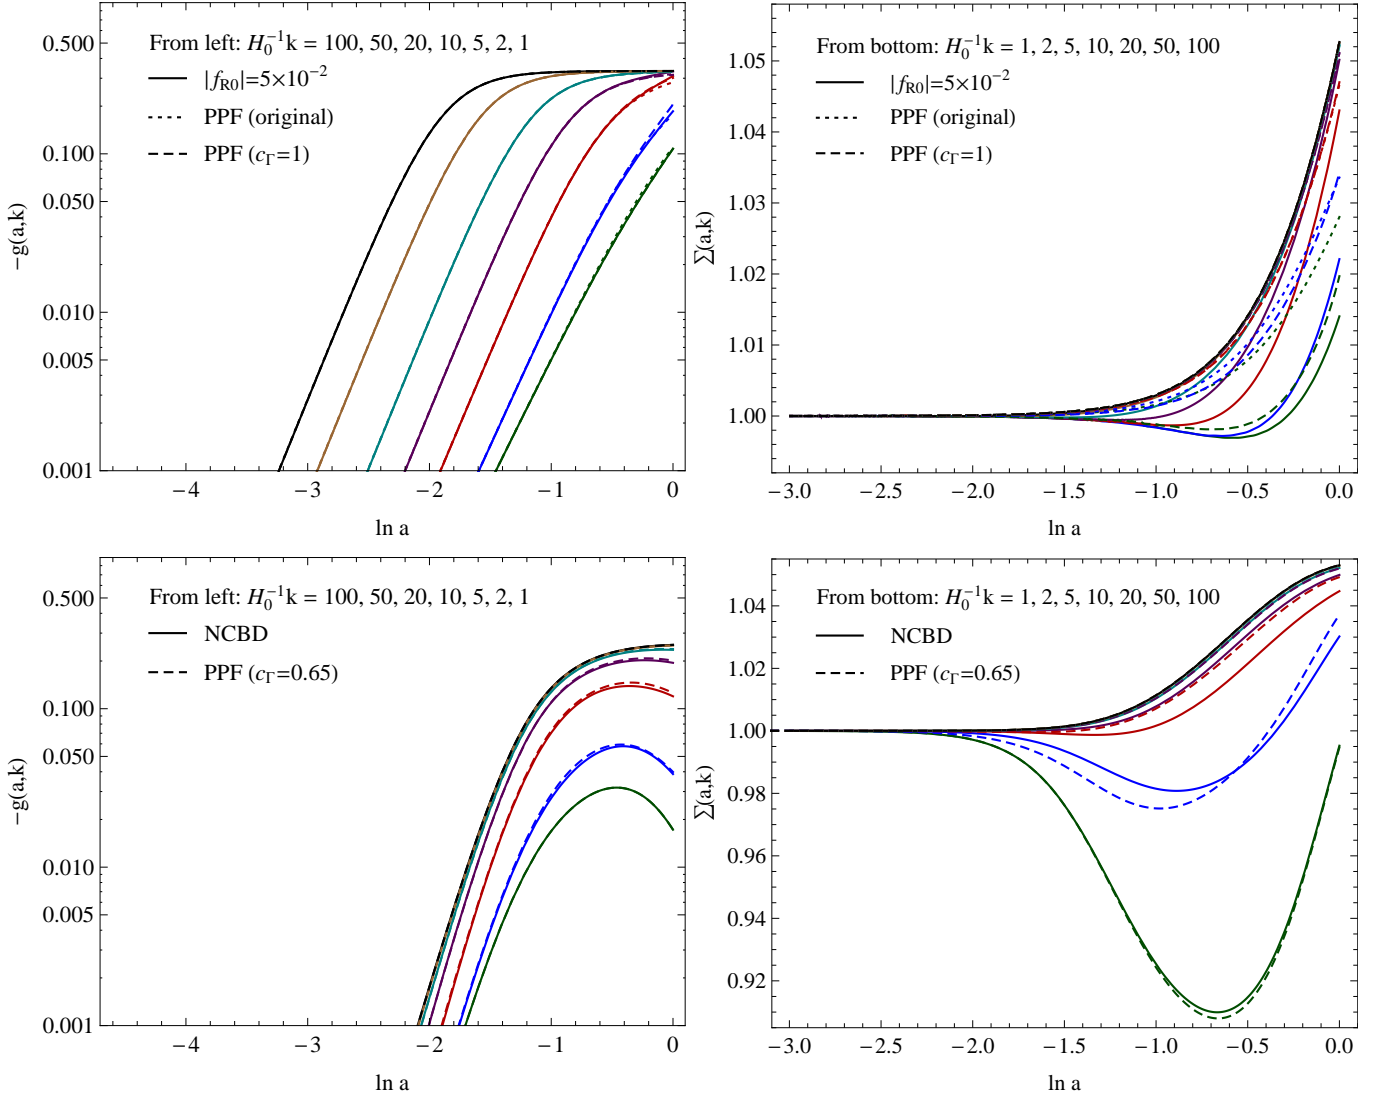 From left: H₀⁻¹k = 100, 50, 20, 10, 5, 2, 1
|f_R0|=5×10⁻²
PPF (original)
PPF (c_Γ=1)
0.500
0.100
0.050
0.010
0.005
0.001
−g(a,k)
−4
−3
−2
−1
0
ln a
From bottom: H₀⁻¹k = 1, 2, 5, 10, 20, 50, 100
|f_R0|=5×10⁻²
PPF (original)
PPF (c_Γ=1)
1.05
1.04
1.03
1.02
1.01
1.00
Σ(a,k)
−3.0
−2.5
−2.0
−1.5
−1.0
−0.5
0.0
ln a
From left: H₀⁻¹k = 100, 50, 20, 10, 5, 2, 1
NCBD
PPF (c_Γ=0.65)
0.500
0.100
0.050
0.010
0.005
0.001
−g(a,k)
−4
−3
−2
−1
0
ln a
From bottom: H₀⁻¹k = 1, 2, 5, 10, 20, 50, 100
NCBD
PPF (c_Γ=0.65)
1.04
1.02
1.00
0.98
0.96
0.94
0.92
Σ(a,k)
−3.0
−2.5
−2.0
−1.5
−1.0
−0.5
0.0
ln a